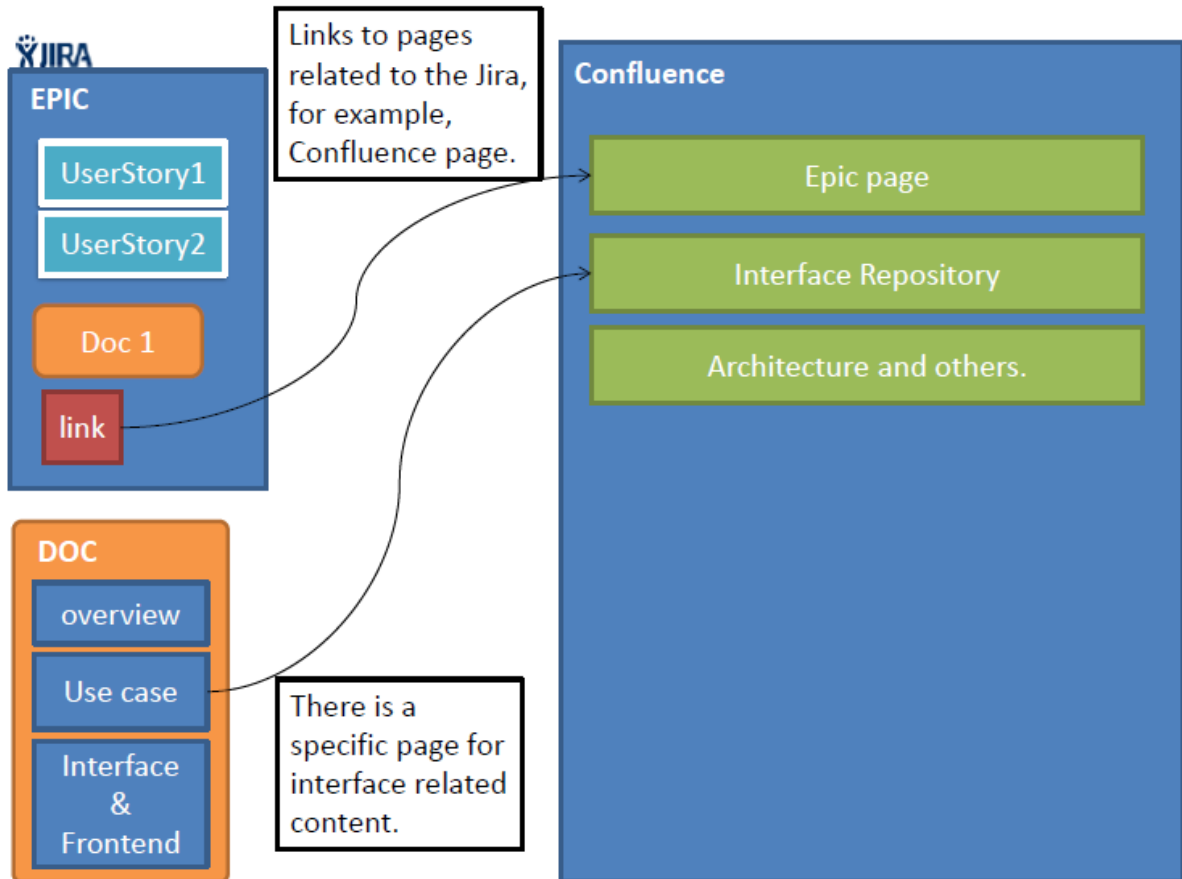 JIRA
EPIC
UserStory1
UserStory2
Doc 1
link
Links to pages
related to the Jira,
for example,
Confluence page.
Confluence
Epic page
Interface Repository
Architecture and others.
DOC
overview
Use case
Interface
&
Frontend
There is a
specific page for
interface related
content.